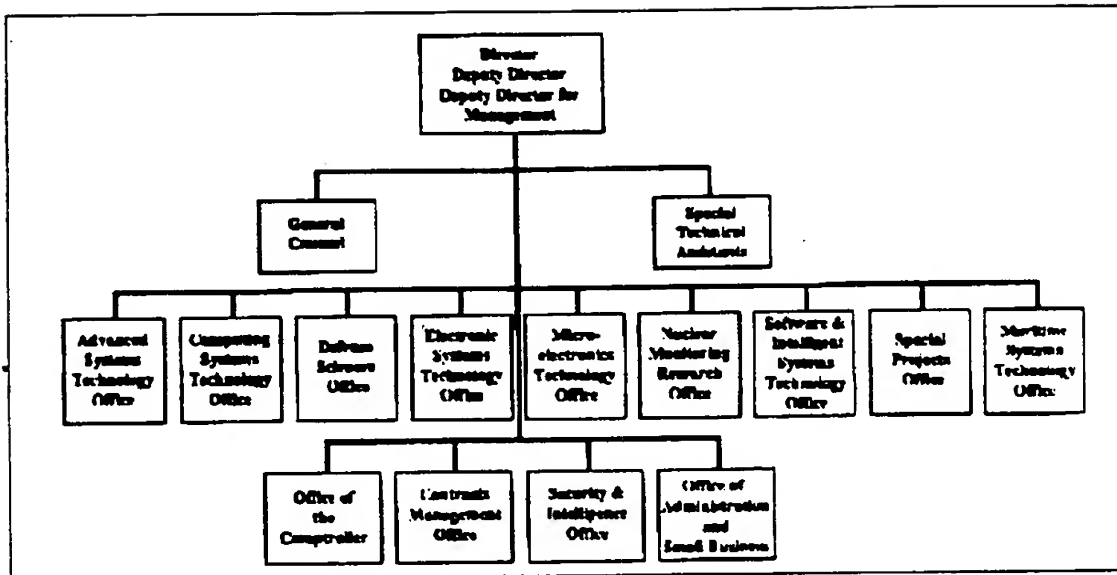 Director
Deputy Director
Deputy Director for
Management
General
Counsel
Special
Technical
Assistants
Advanced
Systems
Technology
Office
Computing
Systems
Technology
Office
Defense
Sciences
Office
Electronic
Systems
Technology
Office
Micro-
electronics
Technology
Office
Nuclear
Monitoring
Research
Office
Software &
Intelligent
Systems
Technology
Office
Special
Projects
Office
Maritime
Systems
Technology
Office
Office of
the
Comptroller
Contracts
Management
Office
Security &
Intelligence
Office
Office of
Administration
and
Small Business